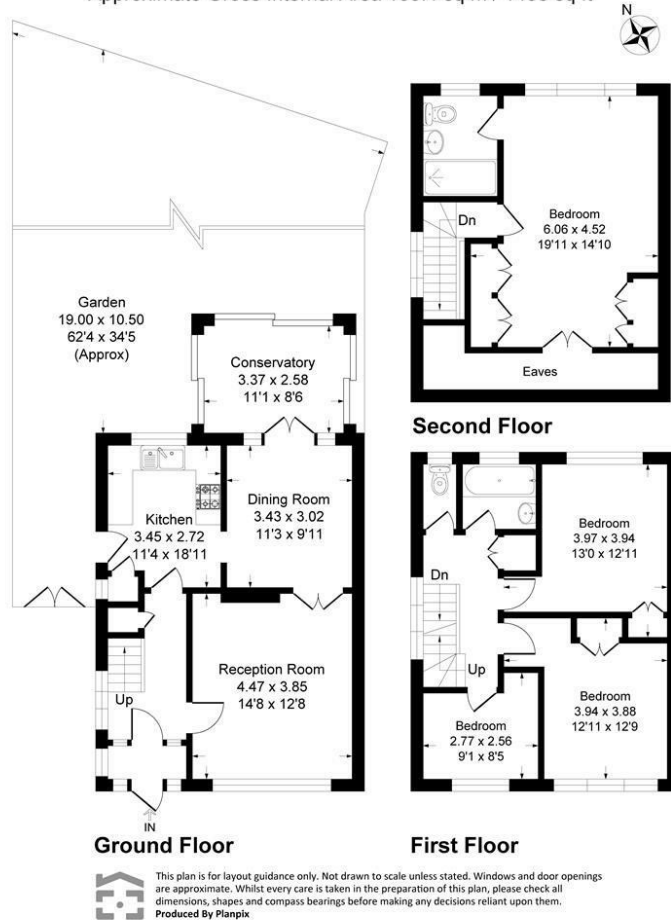 N
Dn
Bedroom
6.06 x 4.52
19'11 x 14'10
Eaves
Second Floor
Garden
19.00 x 10.50
62'4 x 34'5
(Approx)
Conservatory
3.37 x 2.58
11'1 x 8'6
Kitchen
3.45 x 2.72
11'4 x 18'11
Dining Room
3.43 x 3.02
11'3 x 9'11
Reception Room
4.47 x 3.85
14'8 x 12'8
Up
IN
Ground Floor
Bedroom
3.97 x 3.94
13'0 x 12'11
Dn
Up
Bedroom
2.77 x 2.56
9'1 x 8'5
Bedroom
3.94 x 3.88
12'11 x 12'9
First Floor
This plan is for layout guidance only. Not drawn to scale unless stated. Windows and door openings
are approximate. Whilst every care is taken in the preparation of this plan, please check all
dimensions, shapes and compass bearings before making any decisions reliant upon them.
Produced By Planpix